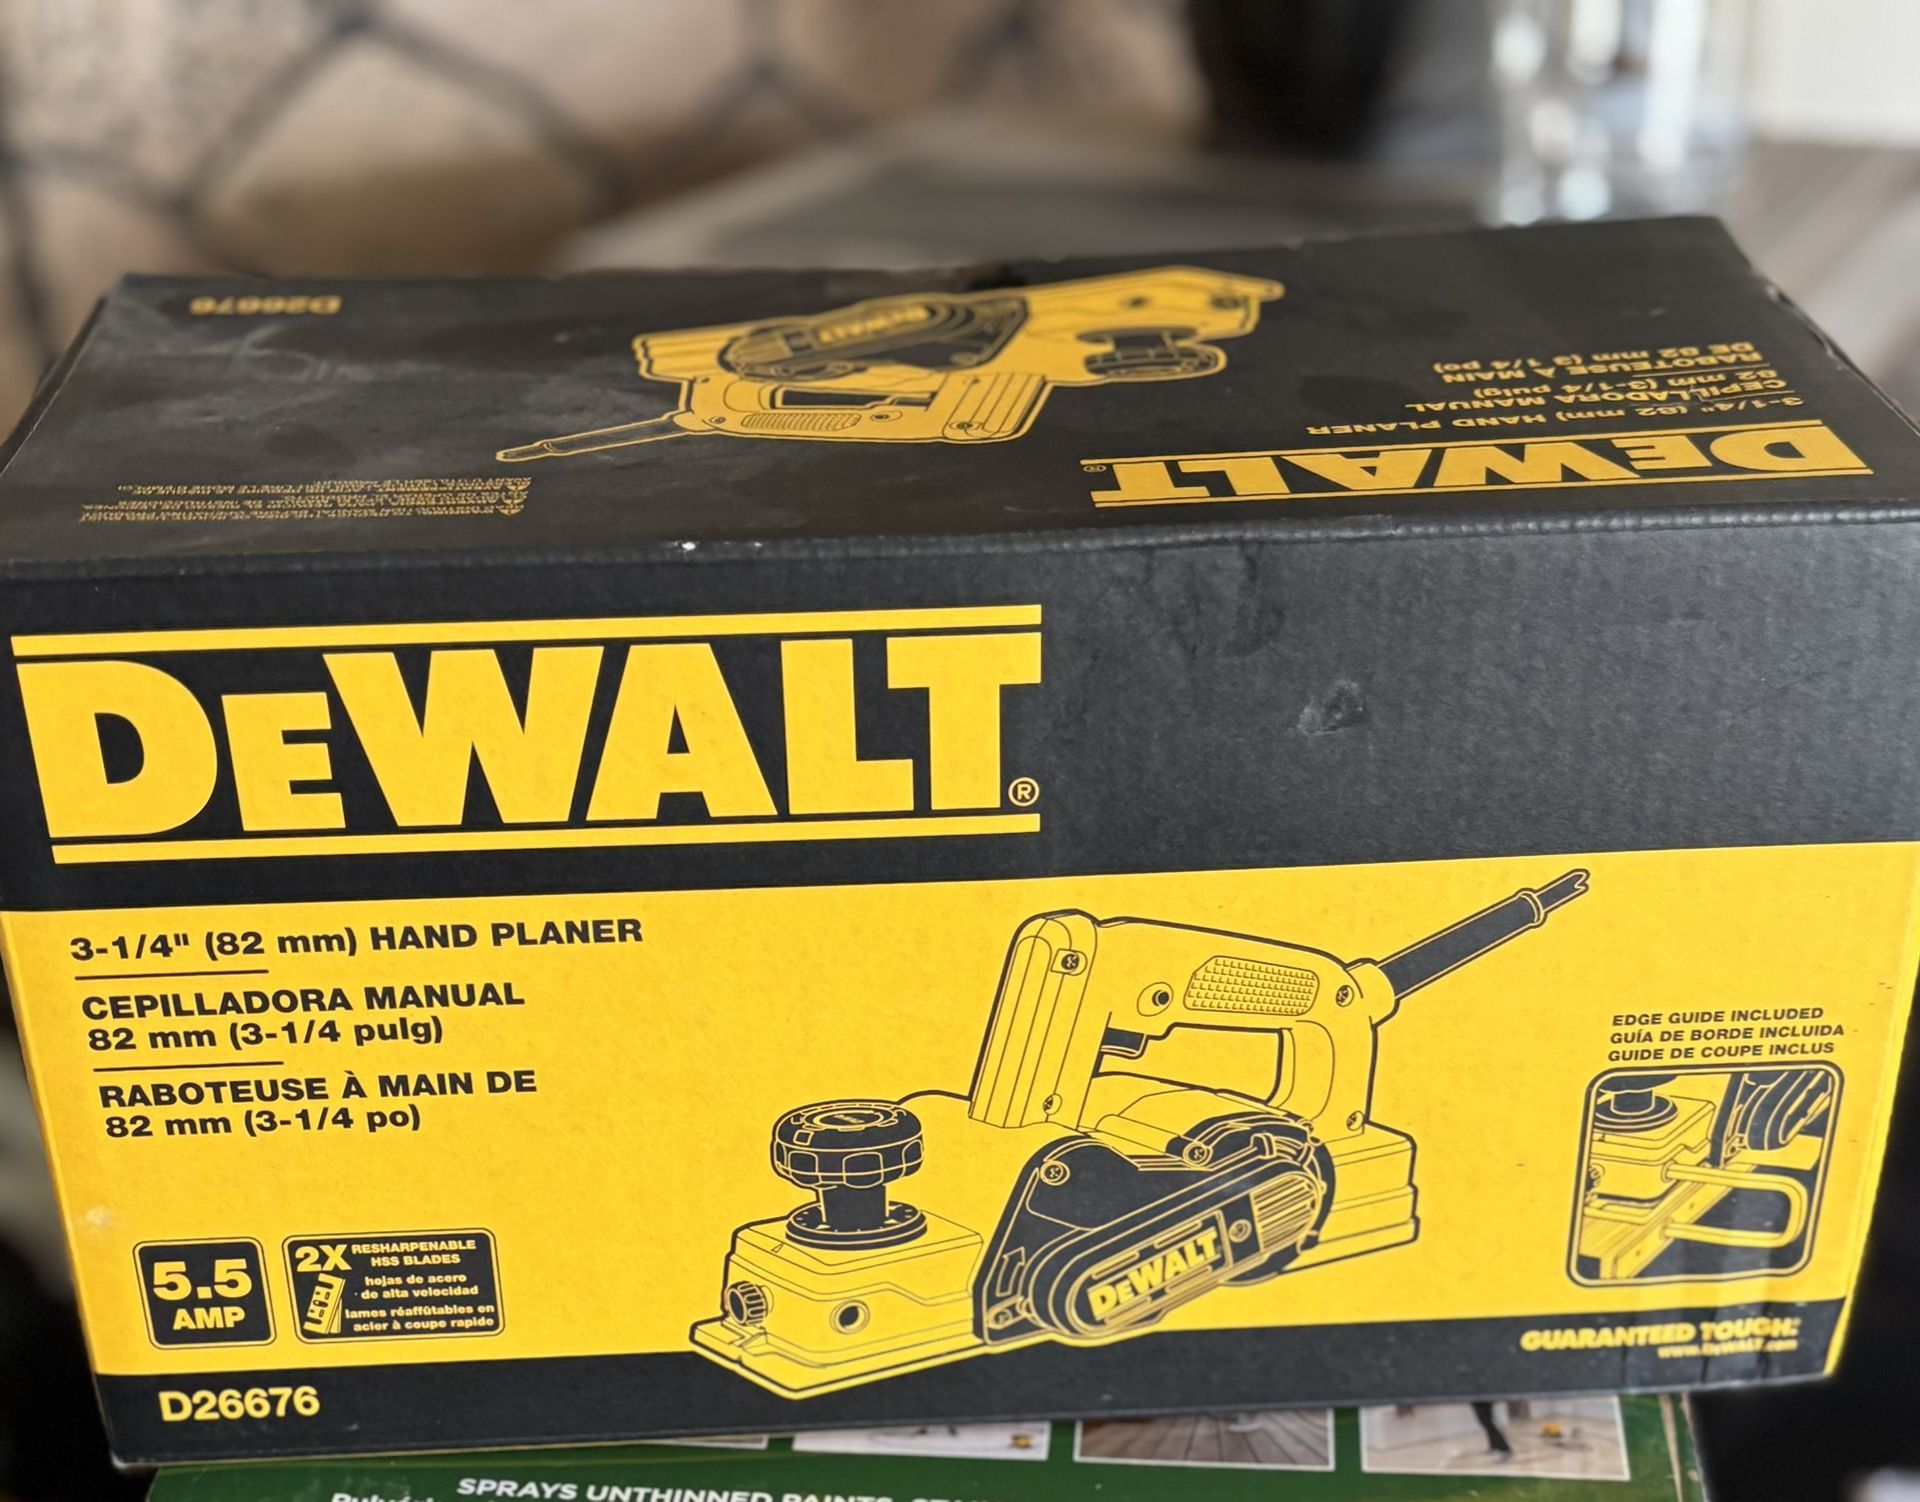 D26676
DE 82 mm (3 1/4 po)
RABOTEUSE À MAIN
82 mm (3-1/4 pulg)
CEPILLADORA MANUAL
3-1/4" (82 mm) HAND PLANER
DEWALT®
DEWALT
DEWALT®
3-1/4" (82 mm) HAND PLANER
CEPILLADORA MANUAL
82 mm (3-1/4 pulg)
RABOTEUSE À MAIN DE
82 mm (3-1/4 po)
EDGE GUIDE INCLUDED
GUÍA DE BORDE INCLUIDA
GUIDE DE COUPE INCLUS
5.5
AMP
2X RESHARPENABLE
HSS BLADES
hojas de acero
de alta velocidad
lames réaffûtables en
acier à coupe rapide
DEWALT
GUARANTEED TOUGH.
www.DeWALT.com
D26676
SPRAYS UNTHINNED PAINTS,